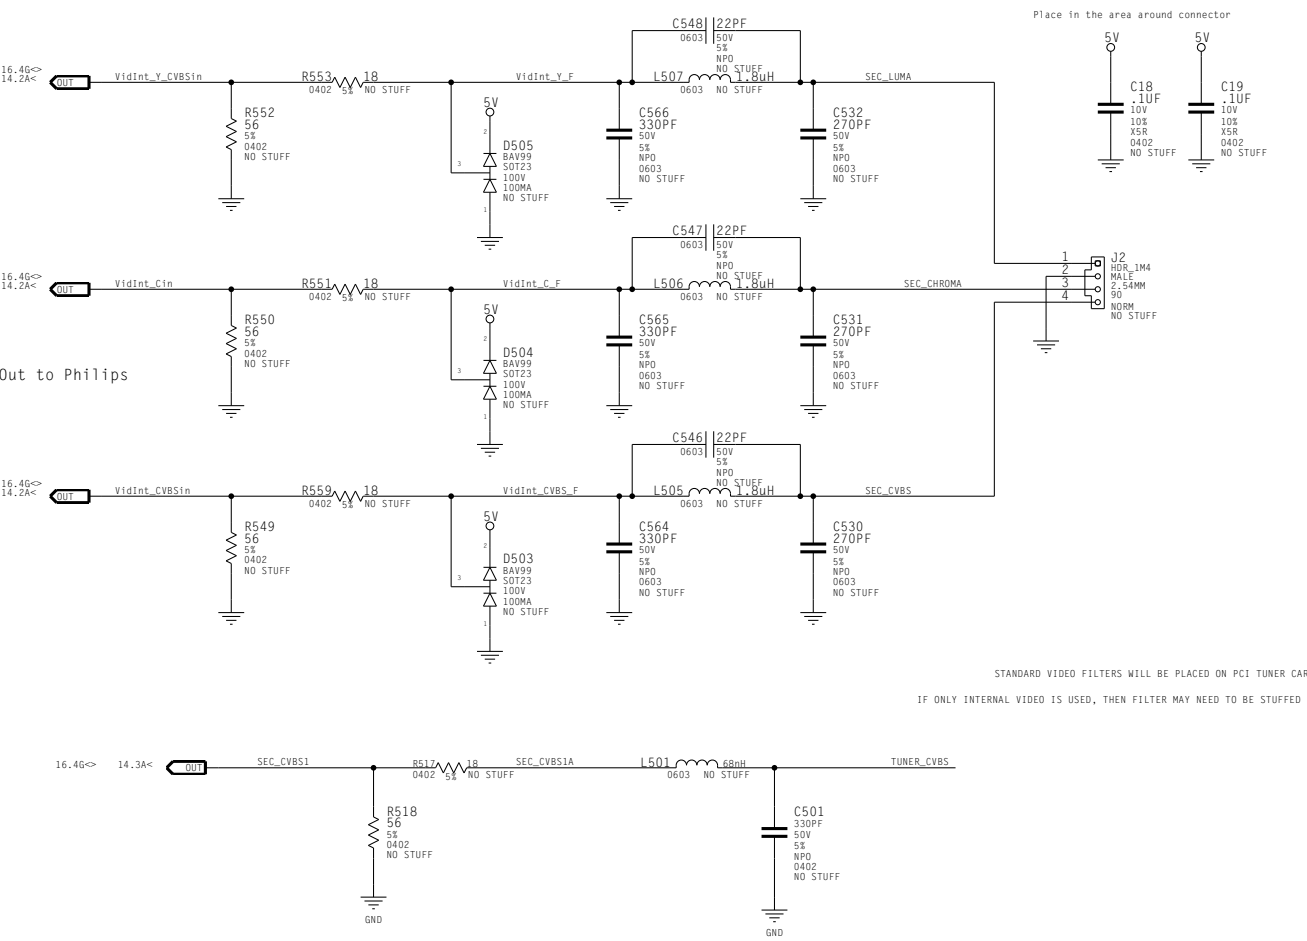 Place in the area around connector
5V
5V
C18
.1UF
10V
10%
X5R
0402
NO STUFF
C19
.1UF
10V
10%
X5R
0402
NO STUFF
C548 22PF
0603 50V
5%
NPO
NO STUFF
16.4G<>
14.2A<
OUT
VidInt_Y_CVBSin
R553 18
0402 5% NO STUFF
VidInt_Y_F
L507 1.8uH
0603 NO STUFF
SEC_LUMA
R552
56
5%
0402
NO STUFF
5V
2
3
1
D505
BAV99
SOT23
100V
100MA
NO STUFF
C566
330PF
50V
5%
NPO
0603
NO STUFF
C532
270PF
50V
5%
NPO
0603
NO STUFF
C547 22PF
0603 50V
5%
NPO
NO STUFF
16.4G<>
14.2A<
VidInt_Cin
R551 18
0402 5% NO STUFF
VidInt_C_F
L506 1.8uH
0603 NO STUFF
SEC_CHROMA
1
2
3
4
J2
HDR_1M4
MALE
2.54MM
90
NORM
NO STUFF
R550
56
5%
0402
NO STUFF
5V
2
3
1
D504
BAV99
SOT23
100V
100MA
NO STUFF
C565
330PF
50V
5%
NPO
0603
NO STUFF
C531
270PF
50V
5%
NPO
0603
NO STUFF
OUT
Out to Philips
C546 22PF
0603 50V
5%
NPO
NO STUFF
16.4G<>
14.2A<
OUT
VidInt_CVBSin
R559 18
0402 5% NO STUFF
VidInt_CVBS_F
L505 1.8uH
0603 NO STUFF
SEC_CVBS
R549
56
5%
0402
NO STUFF
5V
2
3
1
D503
BAV99
SOT23
100V
100MA
NO STUFF
C564
330PF
50V
5%
NPO
0603
NO STUFF
C530
270PF
50V
5%
NPO
0603
NO STUFF
STANDARD VIDEO FILTERS WILL BE PLACED ON PCI TUNER CAR
IF ONLY INTERNAL VIDEO IS USED, THEN FILTER MAY NEED TO BE STUFFED
16.4G<> 14.3A<
OUT
SEC_CVBS1
R517 18
0402 5% NO STUFF
SEC_CVBS1A
L501 68nH
0603 NO STUFF
TUNER_CVBS
R518
56
5%
0402
NO STUFF
GND
C501
330PF
50V
5%
NPO
0402
NO STUFF
GND